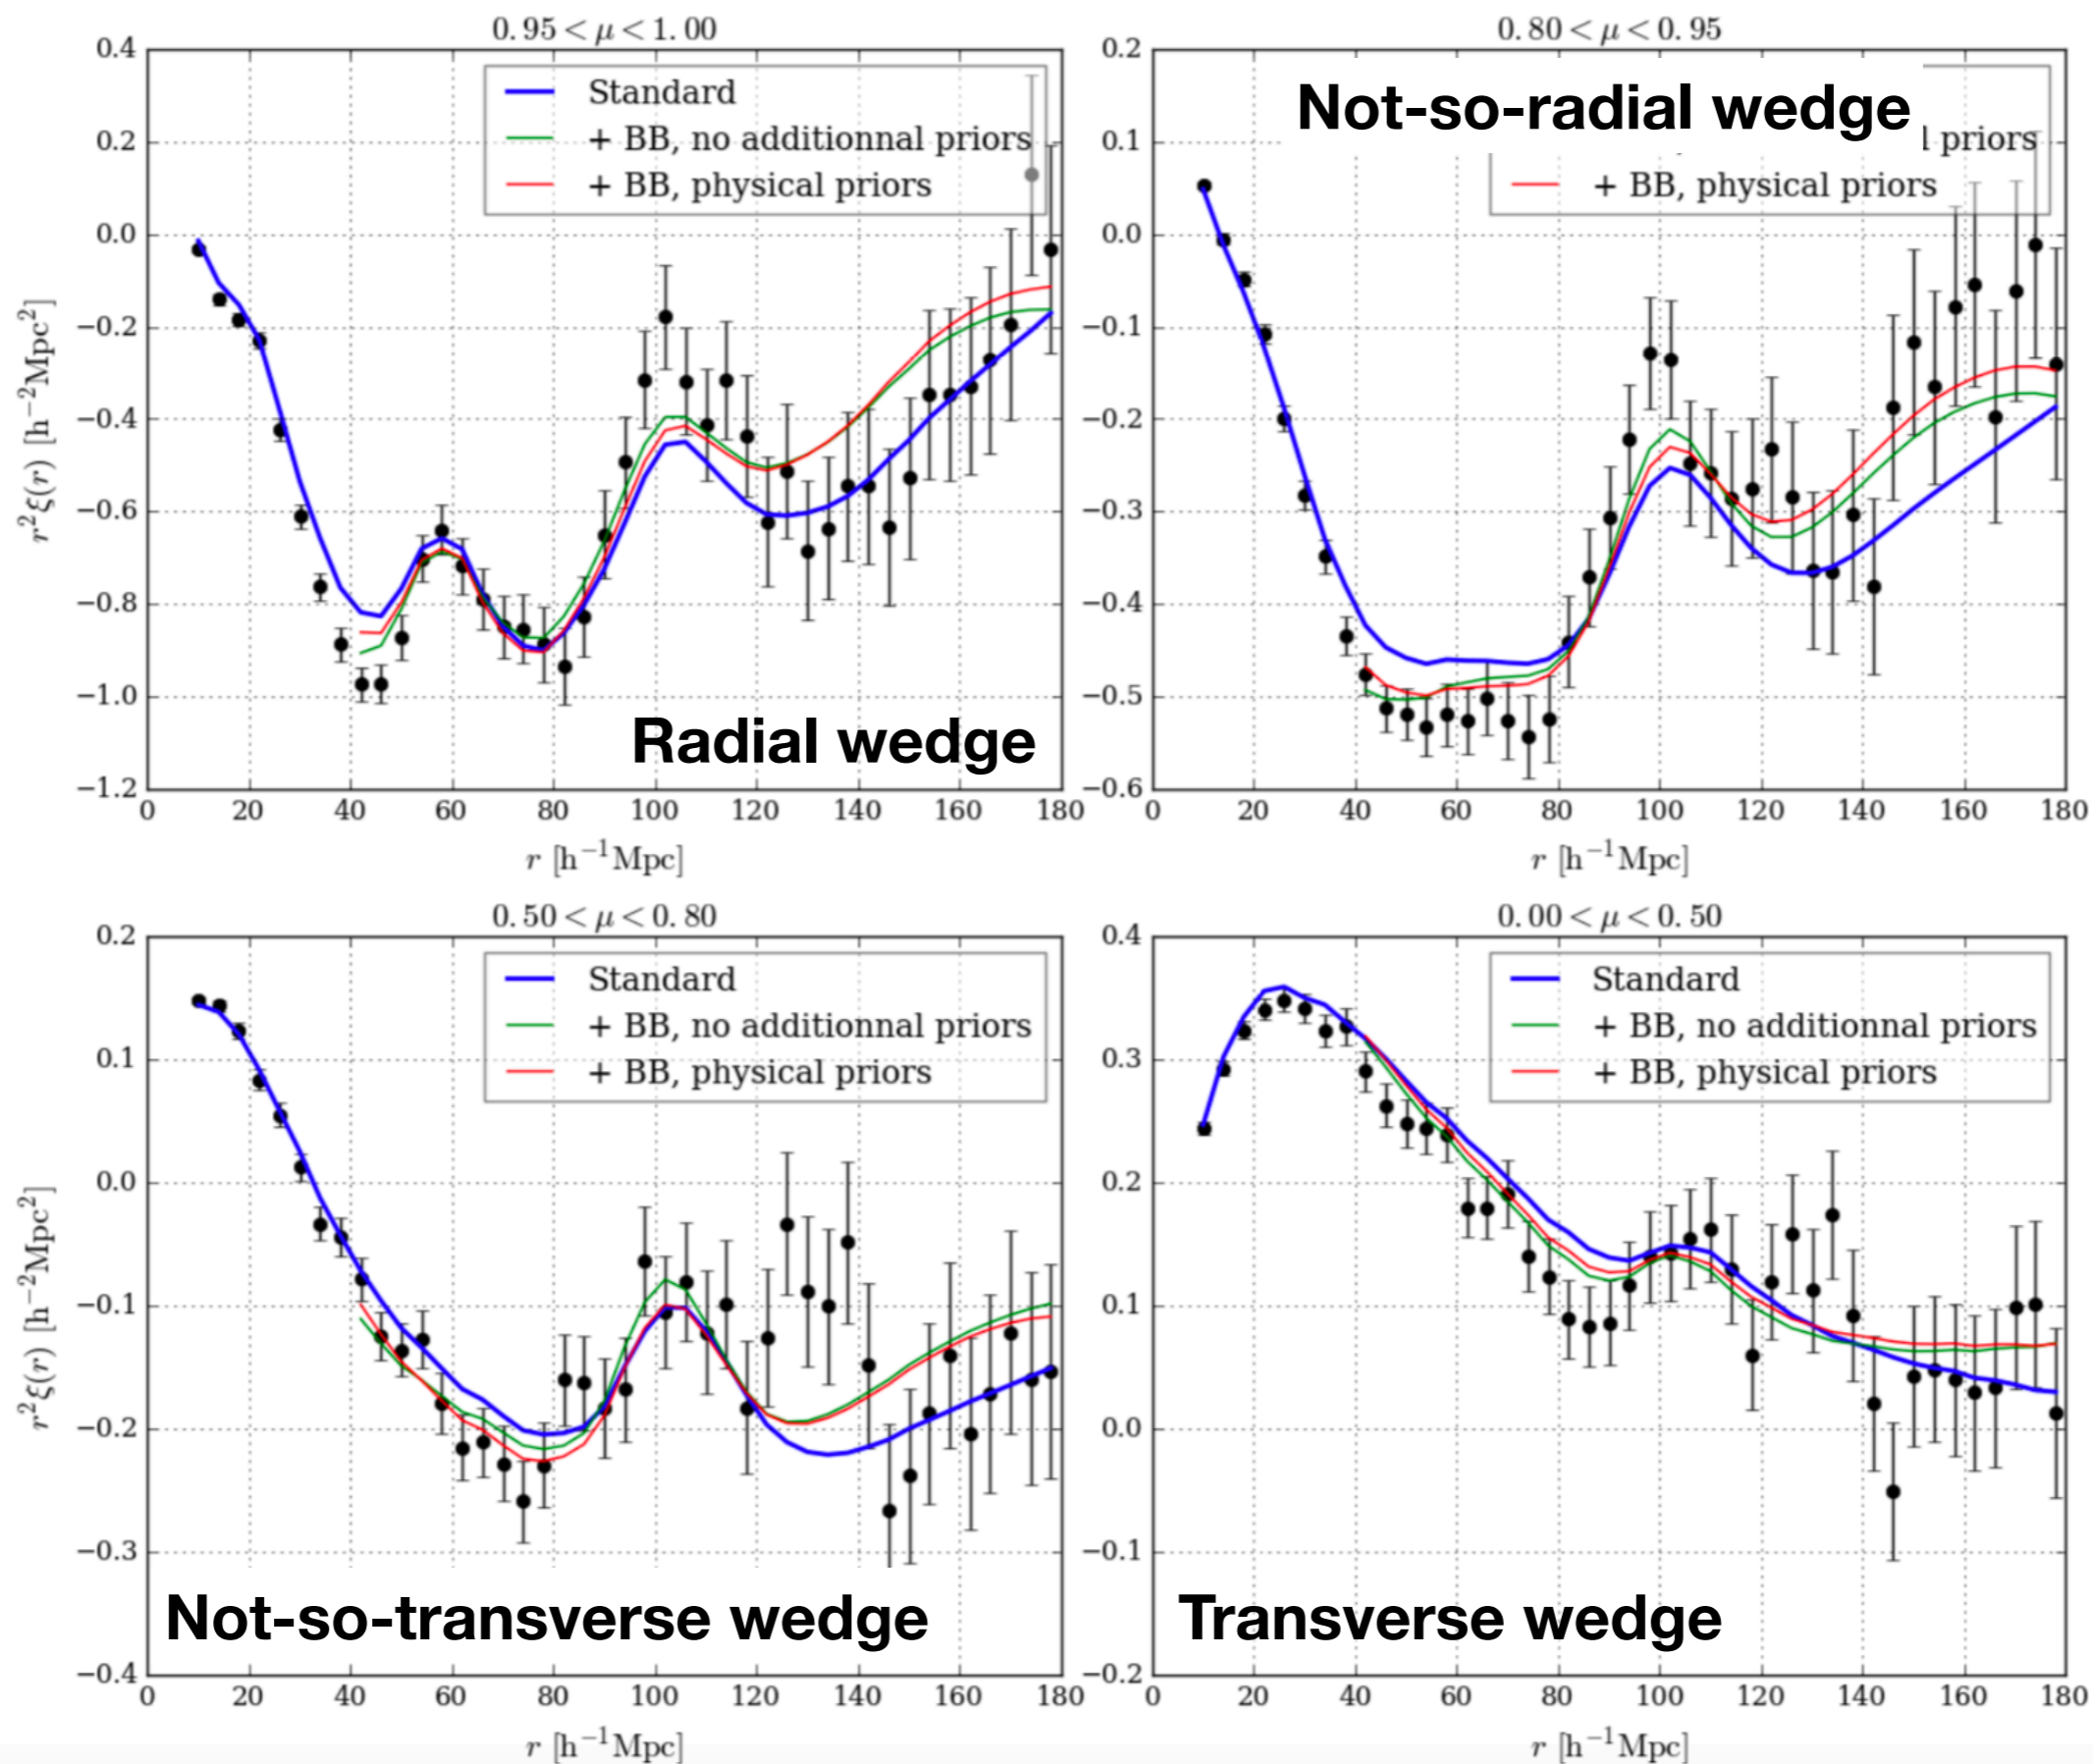 0.95 < μ < 1.00
0.4
0.2
0.0
−0.2
−0.4
−0.6
−0.8
−1.0
−1.2
r²ξ(r) [h⁻²Mpc²]
Standard
+ BB, no additionnal priors
+ BB, physical priors
Radial wedge
0 20 40 60 80 100 120 140 160 180
r [h⁻¹Mpc]
0.80 < μ < 0.95
0.2
0.1
0.0
−0.1
−0.2
−0.3
−0.4
−0.5
−0.6
Not-so-radial wedge
priors
+ BB, physical priors
0 20 40 60 80 100 120 140 160 180
r [h⁻¹Mpc]
0.50 < μ < 0.80
0.2
0.1
0.0
−0.1
−0.2
−0.3
−0.4
r²ξ(r) [h⁻²Mpc²]
Standard
+ BB, no additionnal priors
+ BB, physical priors
Not-so-transverse wedge
0 20 40 60 80 100 120 140 160 180
r [h⁻¹Mpc]
0.00 < μ < 0.50
0.4
0.3
0.2
0.1
0.0
−0.1
−0.2
Standard
+ BB, no additionnal priors
+ BB, physical priors
Transverse wedge
0 20 40 60 80 100 120 140 160 180
r [h⁻¹Mpc]